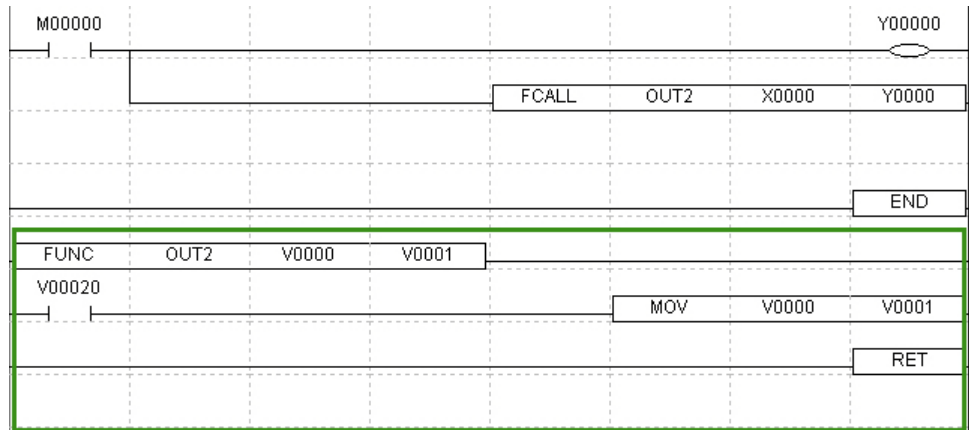 M00000 Y00000
FCALL OUT2 X0000 Y0000
END
FUNC OUT2 V0000 V0001
V00020
MOV V0000 V0001
RET